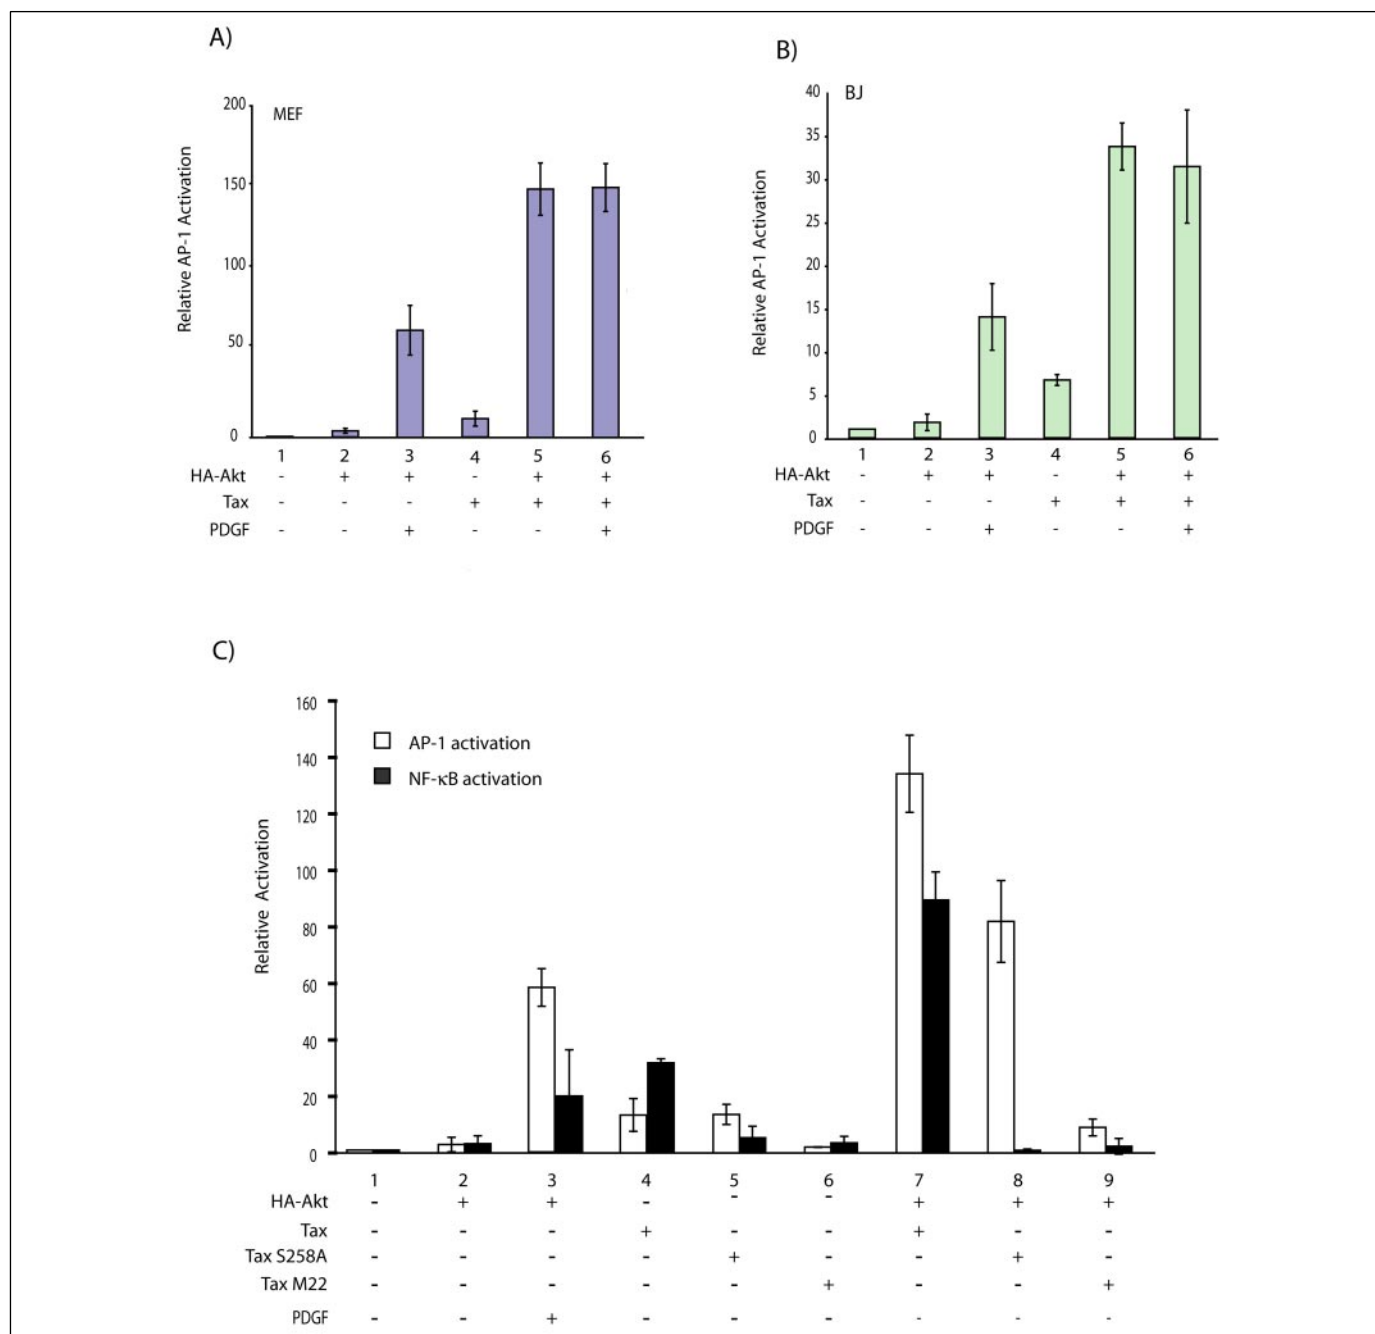 A)
MEF
Relative AP-1 Activation
200
150
100
50
0
1 2 3 4 5 6
HA-Akt - + + - + +
Tax - - - + + +
PDGF - - + - - +
B)
BJ
Relative AP-1 Activation
40
35
30
25
20
15
10
5
0
1 2 3 4 5 6
HA-Akt - + + - + +
Tax - - - + + +
PDGF - - + - - +
C)
AP-1 activation
NF-κB activation
Relative Activation
160
140
120
100
80
60
40
20
0
1 2 3 4 5 6 7 8 9
HA-Akt - + + - - - + + +
Tax - - - + - - + - -
Tax S258A - - - - + - - + -
Tax M22 - - - - - + - - +
PDGF - - + - - - - - -